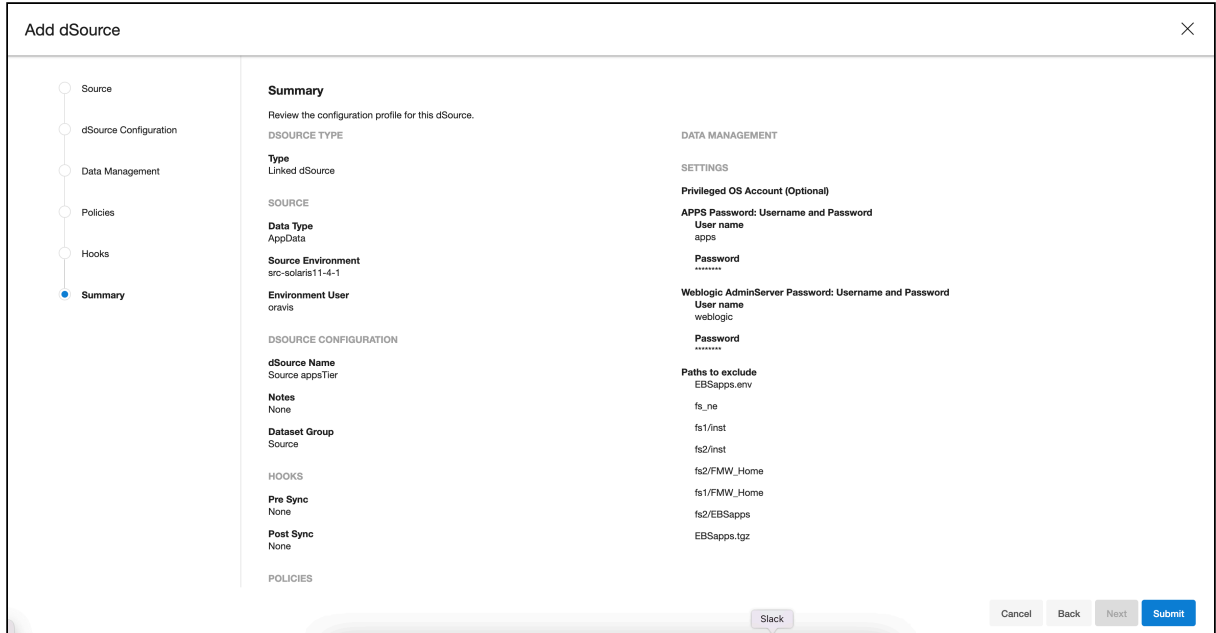 Add dSource
Source
dSource Configuration
Data Management
Policies
Hooks
Summary
Summary
Review the configuration profile for this dSource.
DSOURCE TYPE
Type
Linked dSource
SOURCE
Data Type
AppData
Source Environment
src-solaris11-4-1
Environment User
oravis
DSOURCE CONFIGURATION
dSource Name
Source appsTier
Notes
None
Dataset Group
Source
HOOKS
Pre Sync
None
Post Sync
None
POLICIES
DATA MANAGEMENT
SETTINGS
Privileged OS Account (Optional)
APPS Password: Username and Password
User name
apps
Password
********
Weblogic AdminServer Password: Username and Password
User name
weblogic
Password
********
Paths to exclude
EBSapps.env
fs_ne
fs1/inst
fs2/inst
fs2/FMW_Home
fs1/FMW_Home
fs2/EBSapps
EBSapps.tgz
Slack
Cancel
Back
Next
Submit